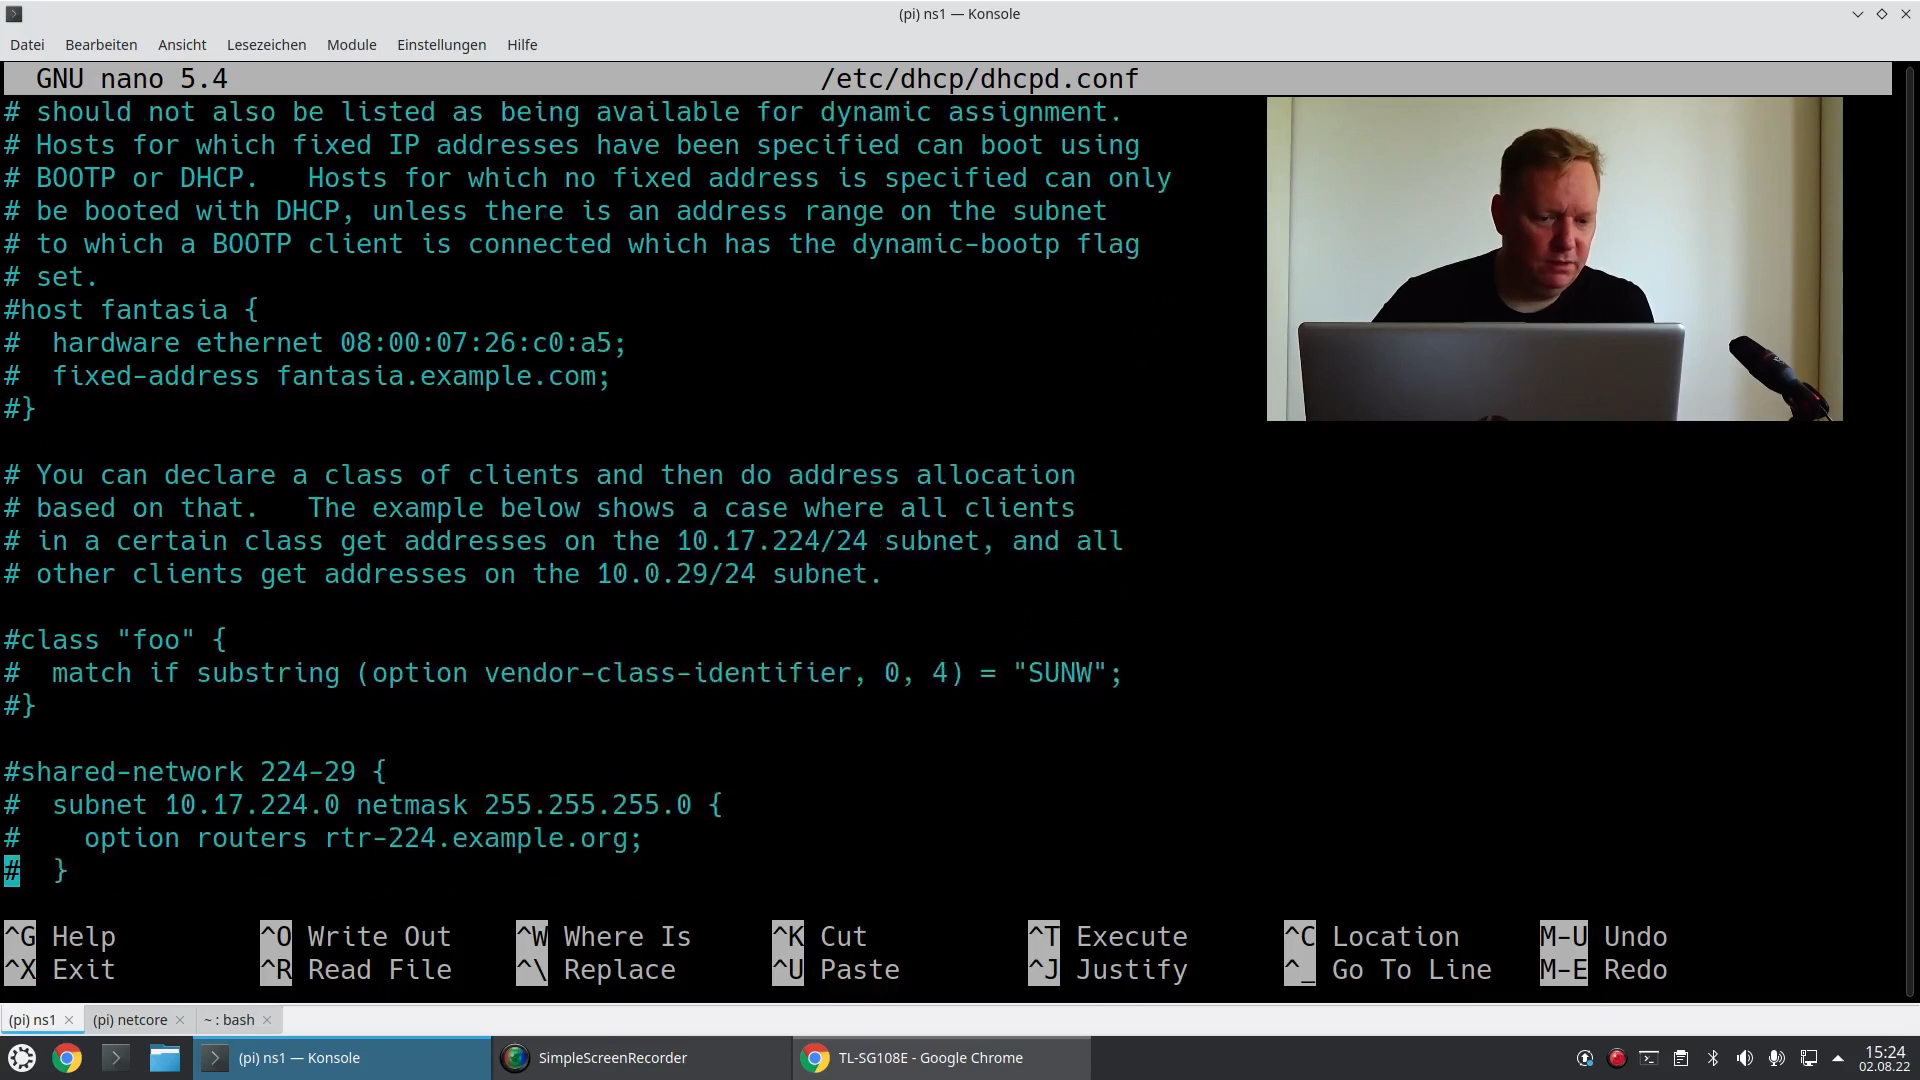 (pi) ns1 — Konsole
Datei Bearbeiten Ansicht Lesezeichen Module Einstellungen Hilfe
GNU nano 5.4 /etc/dhcp/dhcpd.conf
# should not also be listed as being available for dynamic assignment.
# Hosts for which fixed IP addresses have been specified can boot using
# BOOTP or DHCP.   Hosts for which no fixed address is specified can only
# be booted with DHCP, unless there is an address range on the subnet
# to which a BOOTP client is connected which has the dynamic-bootp flag
# set.
#host fantasia {
#  hardware ethernet 08:00:07:26:c0:a5;
#  fixed-address fantasia.example.com;
#}
# You can declare a class of clients and then do address allocation
# based on that.   The example below shows a case where all clients
# in a certain class get addresses on the 10.17.224/24 subnet, and all
# other clients get addresses on the 10.0.29/24 subnet.
#class "foo" {
#  match if substring (option vendor-class-identifier, 0, 4) = "SUNW";
#}
#shared-network 224-29 {
#  subnet 10.17.224.0 netmask 255.255.255.0 {
#    option routers rtr-224.example.org;
#  }
^G Help ^O Write Out ^W Where Is ^K Cut ^T Execute ^C Location M-U Undo
^X Exit ^R Read File ^\ Replace ^U Paste ^J Justify ^_ Go To Line M-E Redo
(pi) ns1 (pi) netcore ~ : bash
(pi) ns1 — Konsole SimpleScreenRecorder TL-SG108E - Google Chrome 15:24
02.08.22